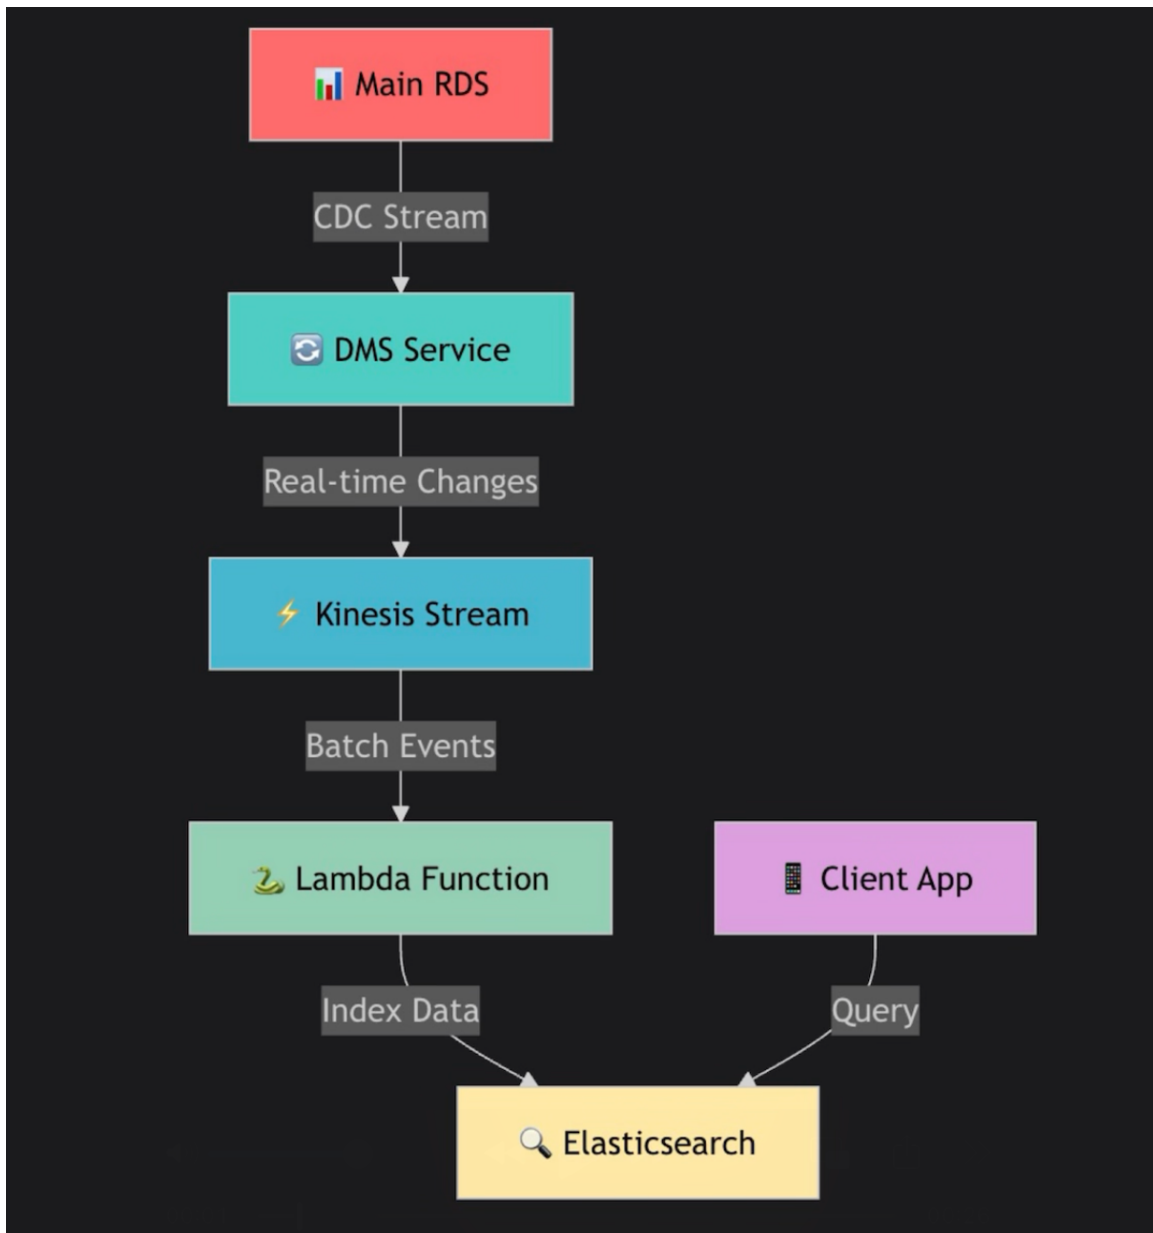 Main RDS
CDC Stream
DMS Service
Real-time Changes
Kinesis Stream
Batch Events
Lambda Function
Client App
Index Data
Query
Elasticsearch